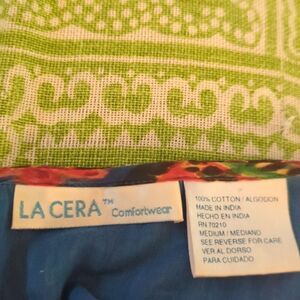 LA CERA™ Comfortwear
100% COTTON / ALGODON
MADE IN INDIA
HECHO EN INDIA
RN 70210
MEDIUM / MEDIANO
SEE REVERSE FOR CARE
VER AL DORSO
PARA CUIDADO